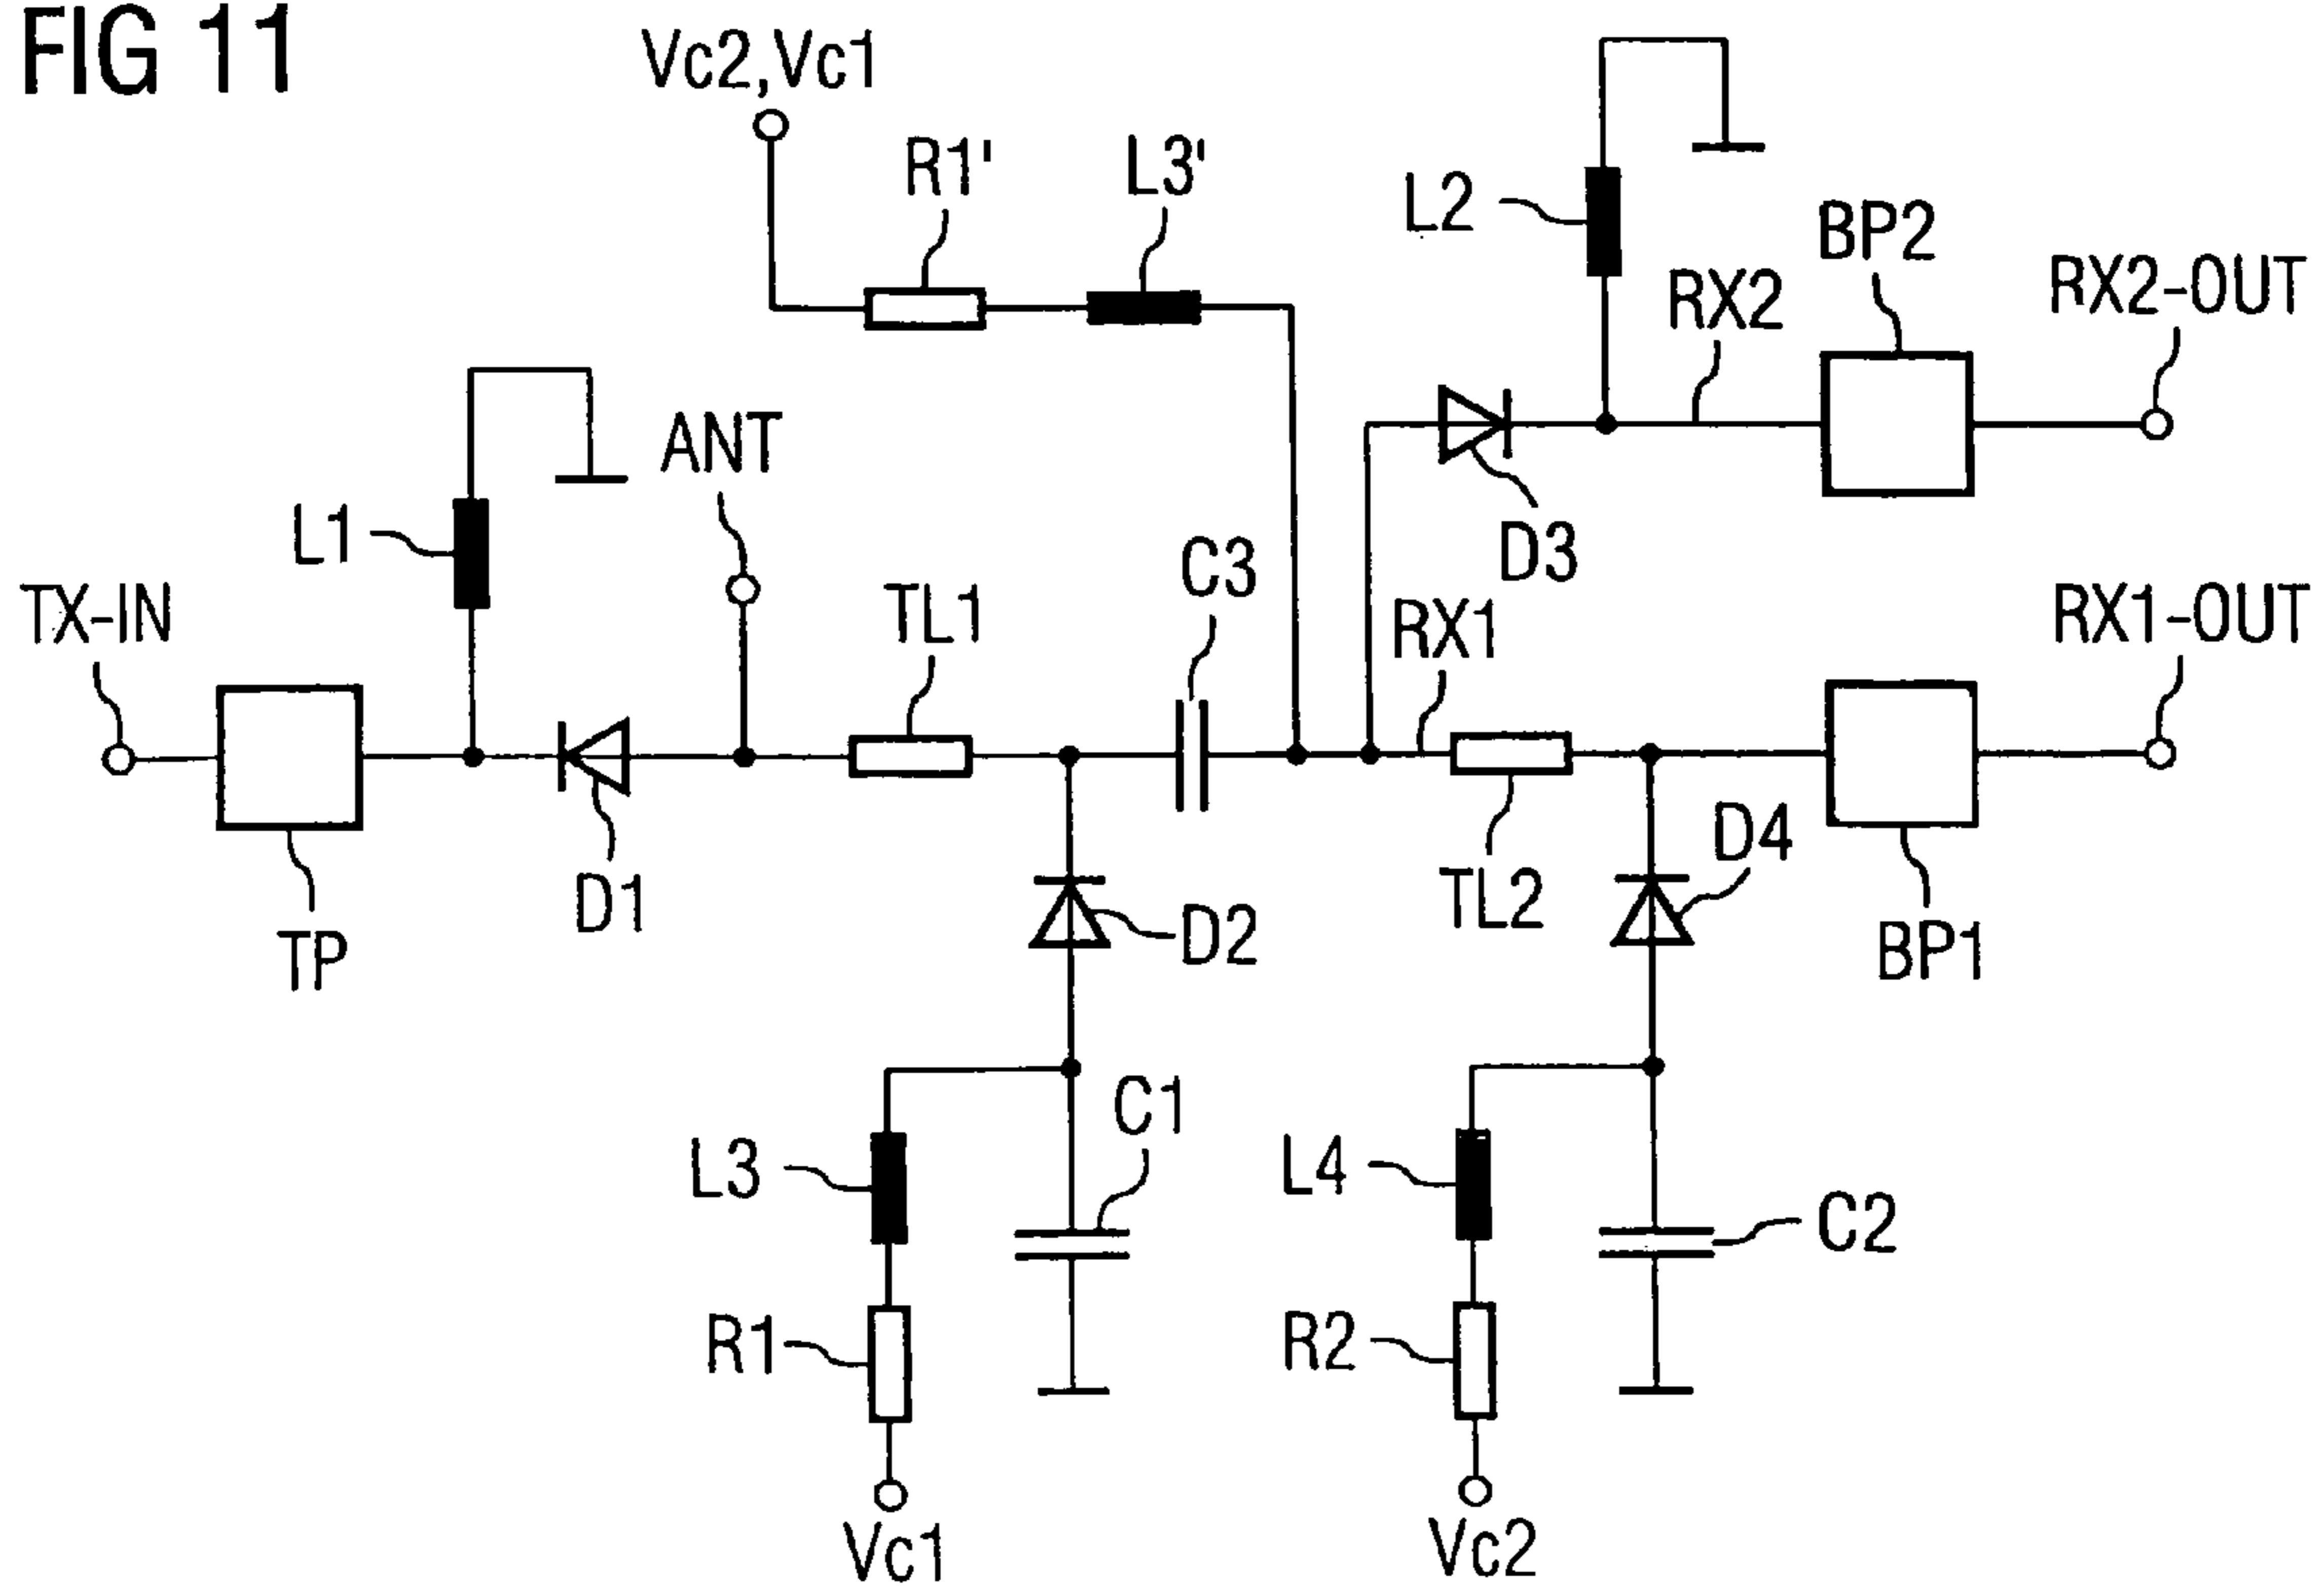 FIG 11
Vc2,Vc1
R1'
L3'
L2
BP2
RX2
RX2-OUT
ANT
L1
D3
C3
TX-IN
TL1
RX1
RX1-OUT
D4
D1
TL2
D2
TP
BP1
C1
L3
L4
C2
R1
R2
Vc1
Vc2